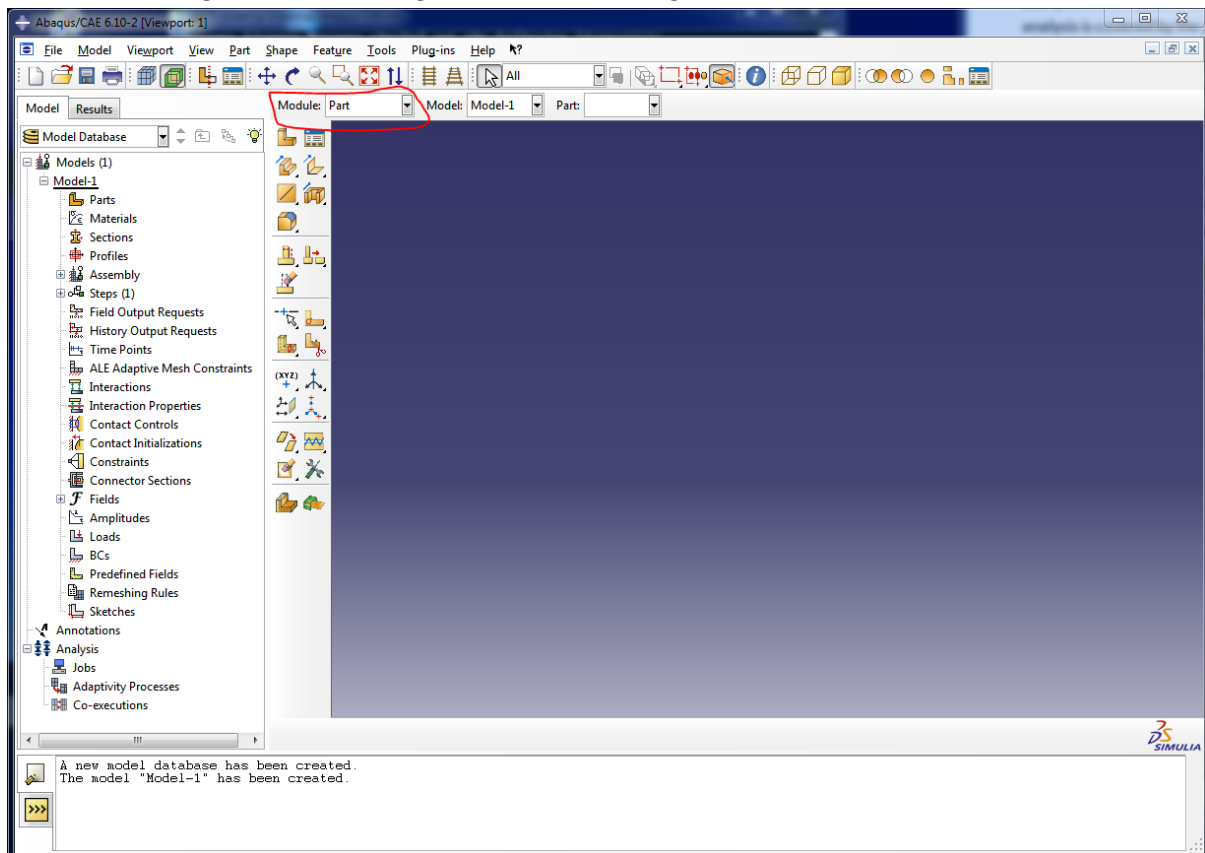 Abaqus/CAE 6.10-2 [Viewport: 1]
File Model Viewport View Part Shape Feature Tools Plug-ins Help
All
Model Results
Module: Part Model: Model-1 Part:
Model Database
Models (1)
Model-1
Parts
Materials
Sections
Profiles
Assembly
Steps (1)
Field Output Requests
History Output Requests
Time Points
ALE Adaptive Mesh Constraints
Interactions
Interaction Properties
Contact Controls
Contact Initializations
Constraints
Connector Sections
Fields
Amplitudes
Loads
BCs
Predefined Fields
Remeshing Rules
Sketches
Annotations
Analysis
Jobs
Adaptivity Processes
Co-executions
(XYZ)
SIMULIA
A new model database has been created.
The model "Model-1" has been created.
>>>